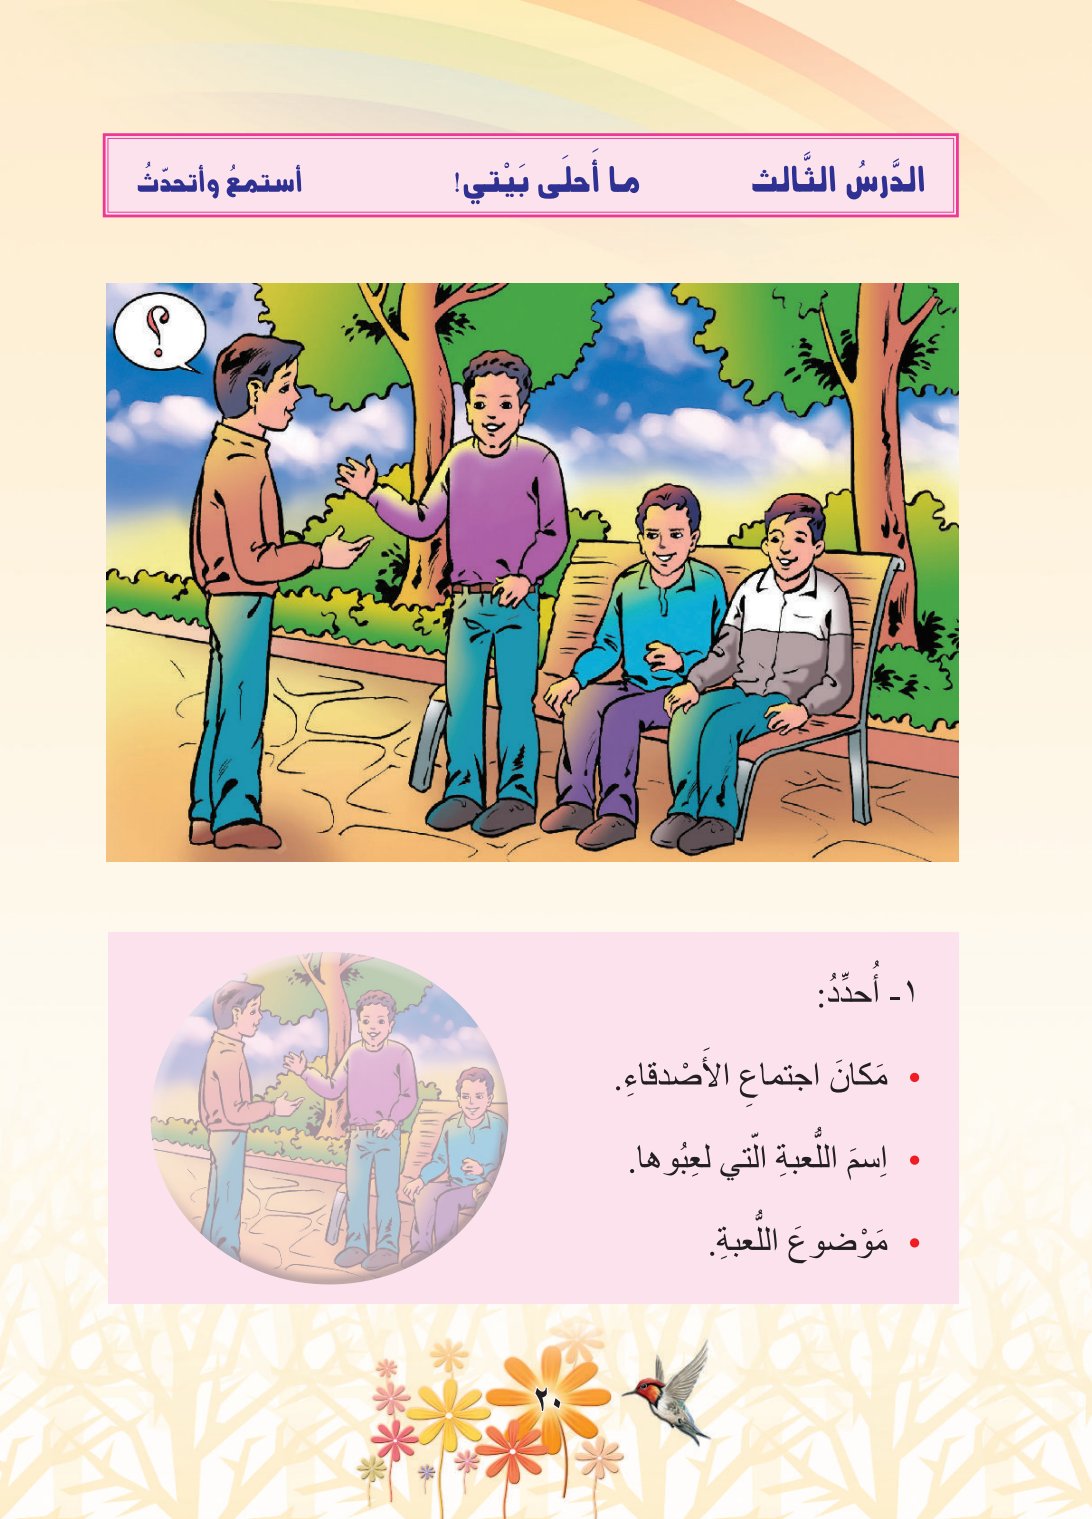 الدَّرسُ الثَّالث ما أَحلَى بَيْتي! أستمعُ وأتحدّثُ
؟
١- أُحدِّدُ:
• مَكانَ اجتماعِ الأَصْدقاءِ.
• اِسمَ اللُّعبةِ الّتي لعِبُوها.
• مَوْضوعَ اللُّعبةِ.
٢٠